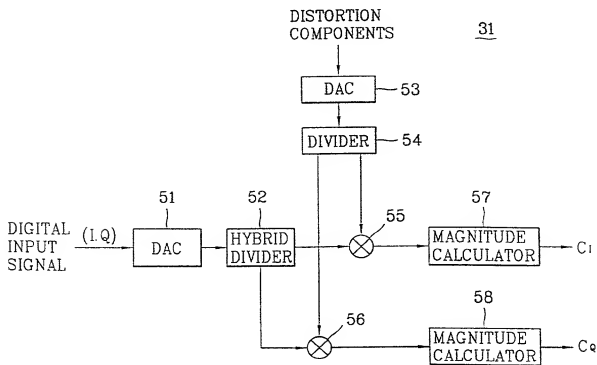 DISTORTION
COMPONENTS
31
DAC
53
DIVIDER
54
51
52
55
57
DIGITAL
INPUT
SIGNAL
(I.Q)
DAC
HYBRID
DIVIDER
MAGNITUDE
CALCULATOR
CI
56
58
MAGNITUDE
CALCULATOR
CQ